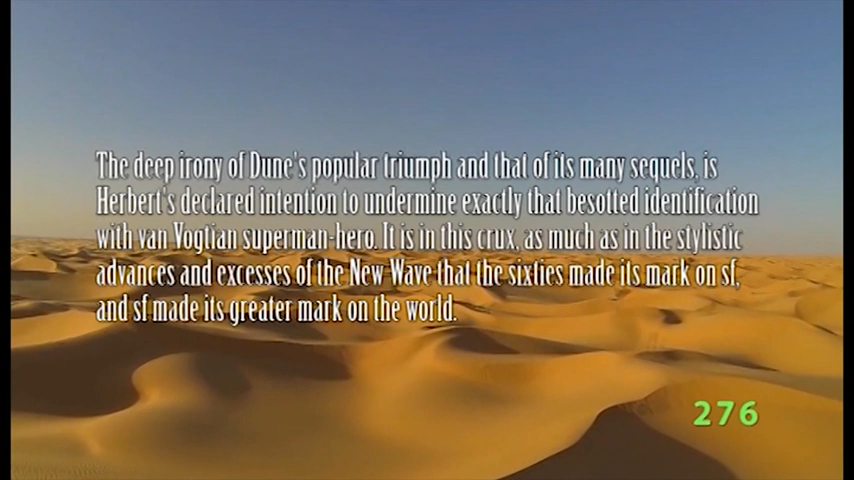 The deep irony of Dune's popular triumph and that of its many sequels, is
Herbert's declared intention to undermine exactly that besotted identification
with van Vogtian superman-hero. It is in this crux, as much as in the stylistic
advances and excesses of the New Wave that the sixties made its mark on sf,
and sf made its greater mark on the world.
276